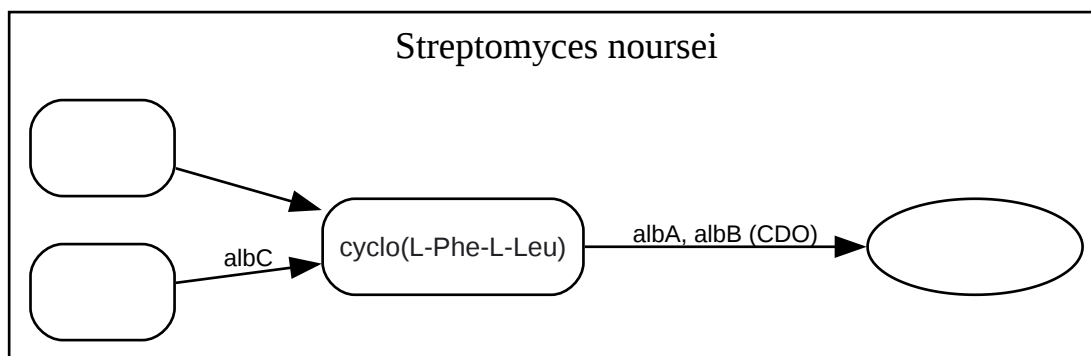 Streptomyces noursei
albC
cyclo(L-Phe-L-Leu)
albA, albB (CDO)